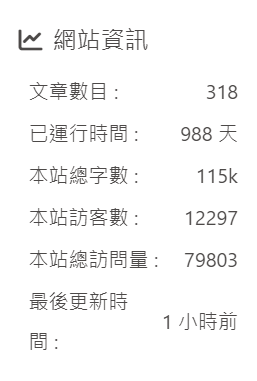 網站資訊
文章數目 : 318
已運行時間 : 988 天
本站總字數 : 115k
本站訪客數 : 12297
本站總訪問量 : 79803
最後更新時
間 : 1 小時前